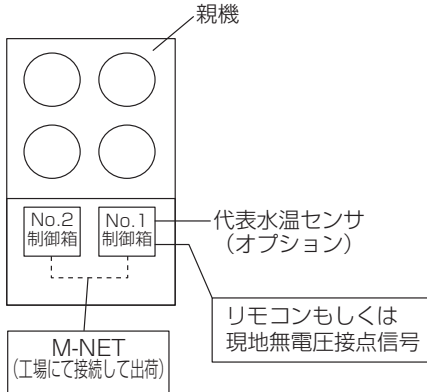 親機
No.2
制御箱
No.1
制御箱
代表水温センサ
（オプション）
リモコンもしくは
現地無電圧接点信号
M-NET
（工場にて接続して出荷）